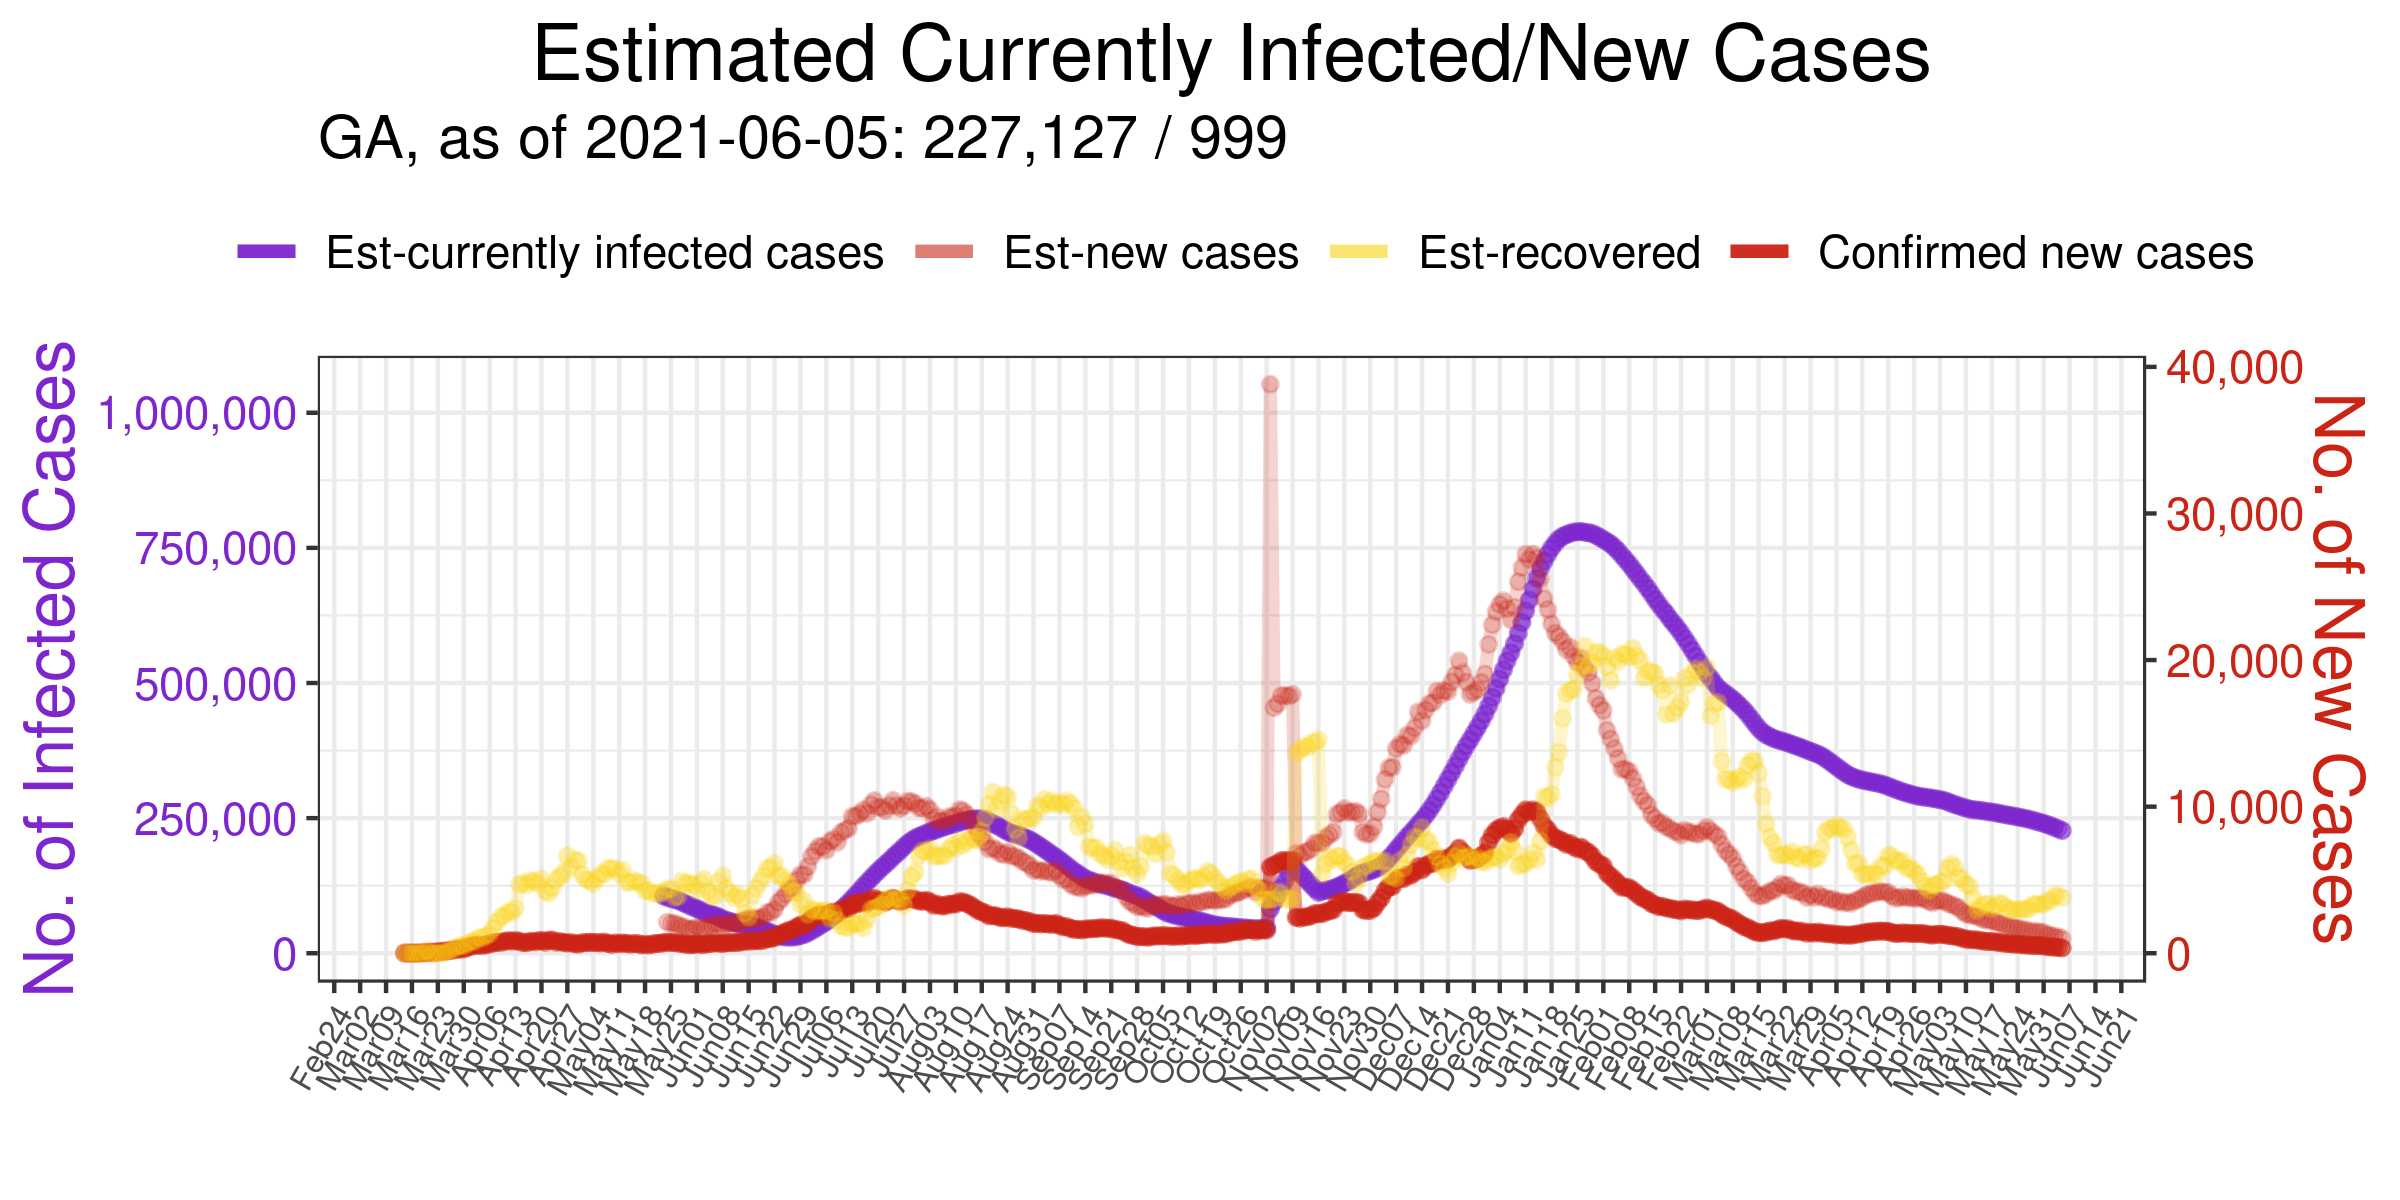 Estimated Currently Infected/New Cases
GA, as of 2021-06-05: 227,127 / 999
Est-currently infected cases Est-new cases Est-recovered Confirmed new cases
No. of Infected Cases
1,000,000
750,000
500,000
250,000
0
40,000
30,000
20,000
10,000
0
No. of New Cases
Feb24 Mar02 Mar09 Mar16 Mar23 Mar30 Apr06 Apr13 Apr20 Apr27 May04 May11 May18 May25 Jun01 Jun08 Jun15 Jun22 Jun29 Jul06 Jul13 Jul20 Jul27 Aug03 Aug10 Aug17 Aug24 Aug31 Sep07 Sep14 Sep21 Sep28 Oct05 Oct12 Oct19 Oct26 Nov02 Nov09 Nov16 Nov23 Nov30 Dec07 Dec14 Dec21 Dec28 Jan04 Jan11 Jan18 Jan25 Feb01 Feb08 Feb15 Feb22 Mar01 Mar08 Mar15 Mar22 Mar29 Apr05 Apr12 Apr19 Apr26 May03 May10 May17 May24 May31 Jun07 Jun14 Jun21